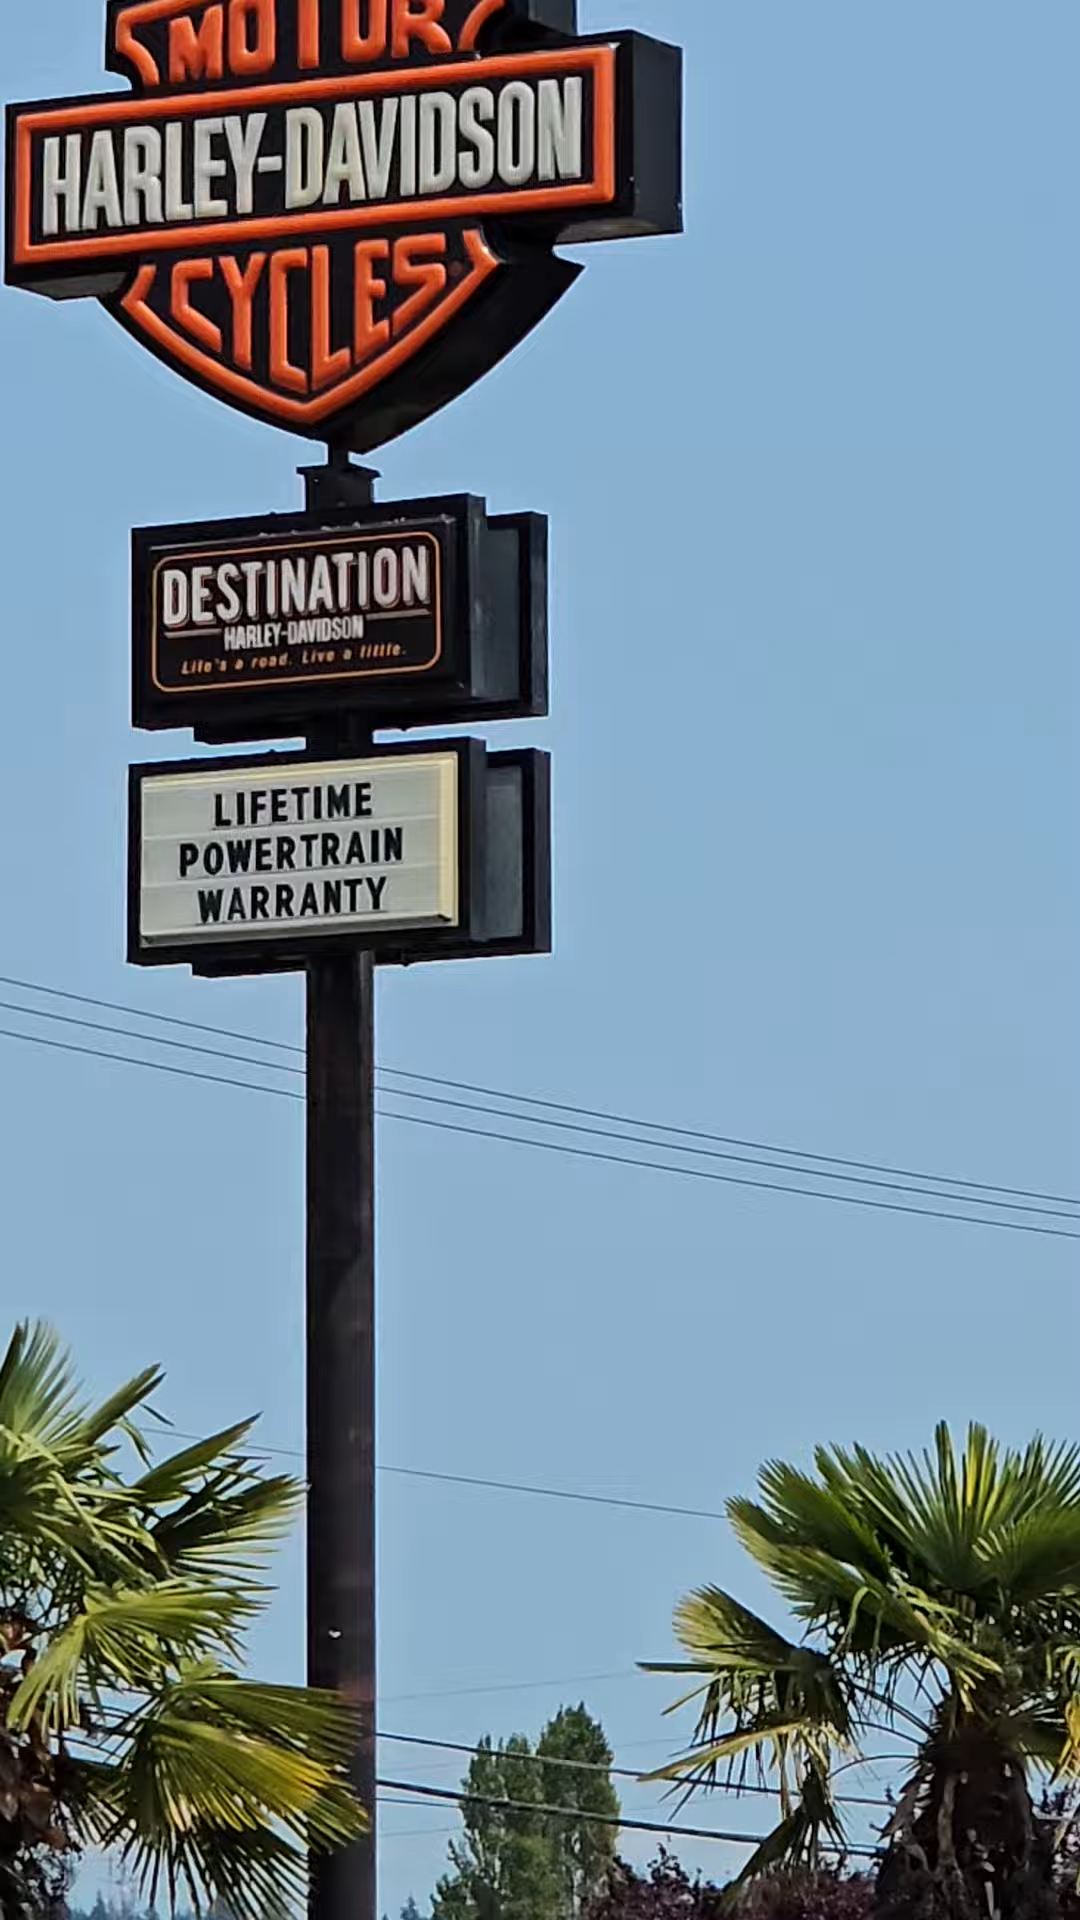 MOTOR
HARLEY-DAVIDSON
CYCLES
DESTINATION
HARLEY-DAVIDSON
Life's a road. Live a little.
LIFETIME
POWERTRAIN
WARRANTY